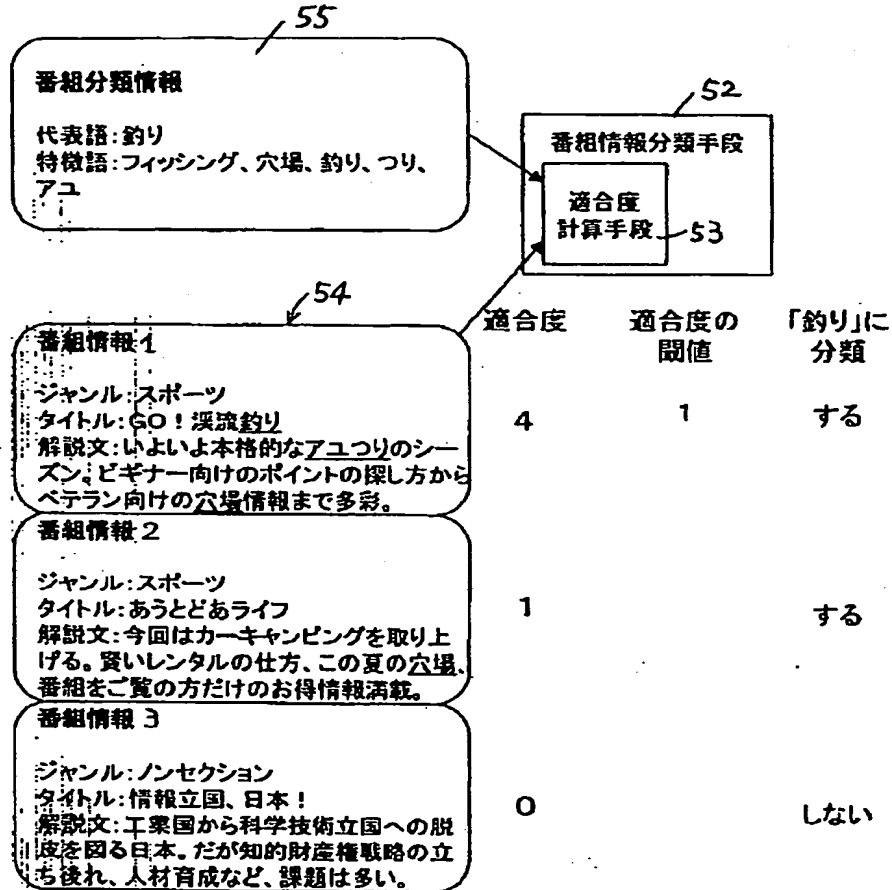 55
番組分類情報
代表語:釣り
特徴語:フィッシング、穴場、釣り、つり、
アユ
52
番組情報分類手段
適合度
計算手段
53
54
適合度
適合度の
閾値
「釣り」に
分類
番組情報1
ジャンル:スポーツ
タイトル:GO!渓流釣り
解説文:いよいよ本格的なアユつりのシー
ズン。ビギナー向けのポイントの探し方から
ベテラン向けの穴場情報まで多彩。
4
1
する
番組情報2
ジャンル:スポーツ
タイトル:あうとどあライフ
解説文:今回はカーキャンピングを取り上
げる。賢いレンタルの仕方、この夏の穴場、
番組をご覧の方だけのお得情報満載。
1
する
番組情報3
ジャンル:ノンセクション
タイトル:情報立国、日本!
解説文:工業国から科学技術立国への脱
皮を図る日本。だが知的財産権戦略の立
ち後れ、人材育成など、課題は多い。
0
しない